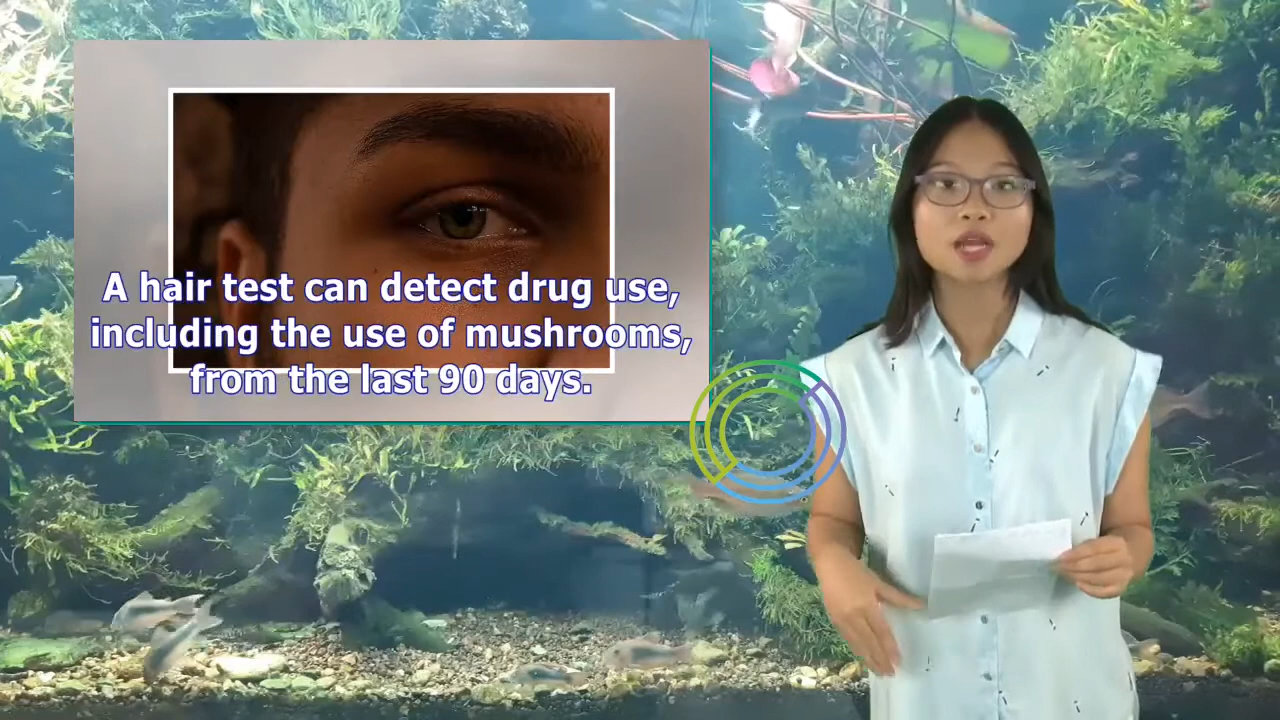 A hair test can detect drug use,
including the use of mushrooms,
from the last 90 days.